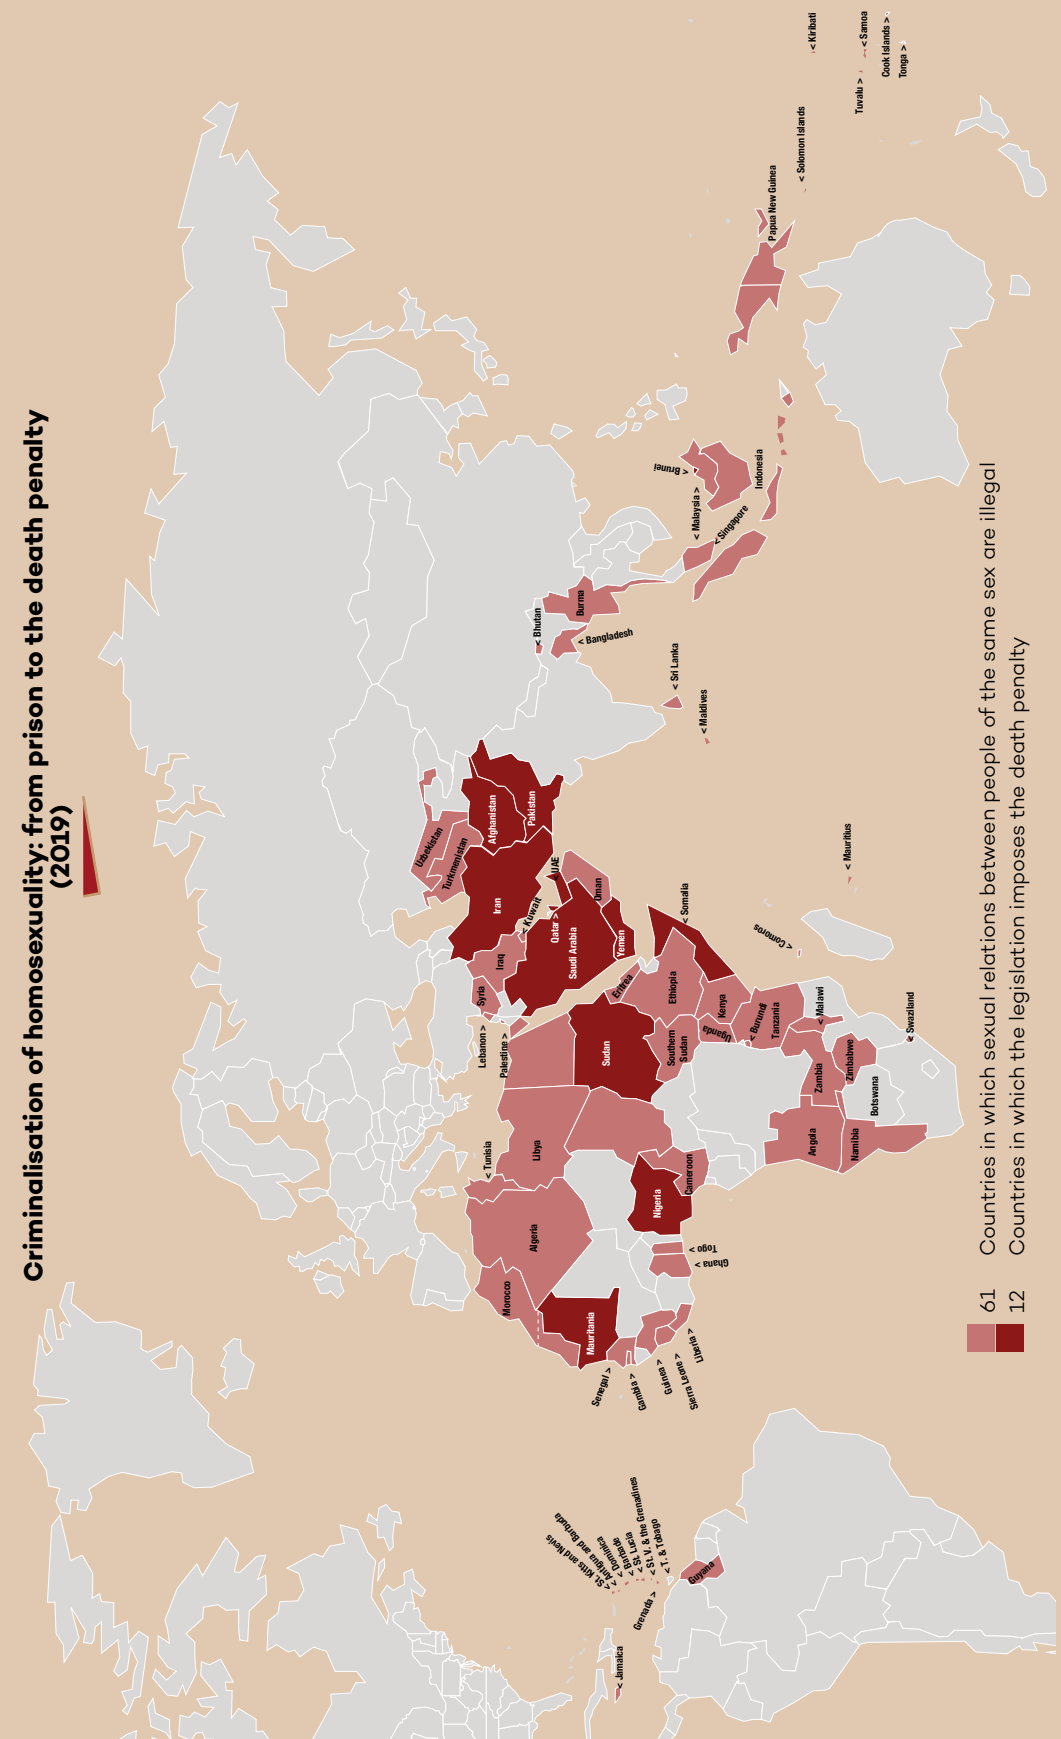 Criminalisation of homosexuality: from prison to the death penalty
(2019)
< St. Kitts and Nevis
< Antigua and Barbuda
< Dominica
< Barbade
< St. Lucia
< St. V. & the Grenadines
< T. & Tobago
Grenada >
< Jamaica
Guyana
Morocco
Algeria
< Tunisia
Libya
Mauritania
Senegal >
Gambia >
Guinea >
Sierra Leone >
Liberia >
Ghana >
Togo >
Nigeria
Cameroon
Sudan
Southern
Sudan
Eritrea
Ethiopia
< Somalia
Kenya
Uganda
< Burundi
Tanzania
< Malawi
Zambia
Zimbabwe
Angola
Namibia
Botswana
< Swaziland
Comoros >
< Mauritius
Lebanon >
Palestine >
Syria
Iraq
< Kuwait
Iran
Saudi Arabia
Qatar >
< UAE
Oman
Yemen
Uzbekistan
Turkmenistan
Afghanistan
Pakistan
< Maldives
< Sri Lanka
< Bhutan
< Bangladesh
Burma
< Malaysia >
< Singapore
< Brunei
Indonesia
Papua New Guinea
< Solomon Islands
< Kiribati
Tuvalu >
< Samoa
Cook Islands >
Tonga >
61 Countries in which sexual relations between people of the same sex are illegal
12 Countries in which the legislation imposes the death penalty